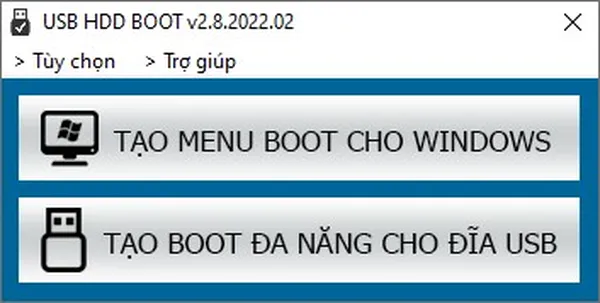 USB HDD BOOT v2.8.2022.02
> Tùy chọn > Trợ giúp
TẠO MENU BOOT CHO WINDOWS
TẠO BOOT ĐA NĂNG CHO ĐĨA USB